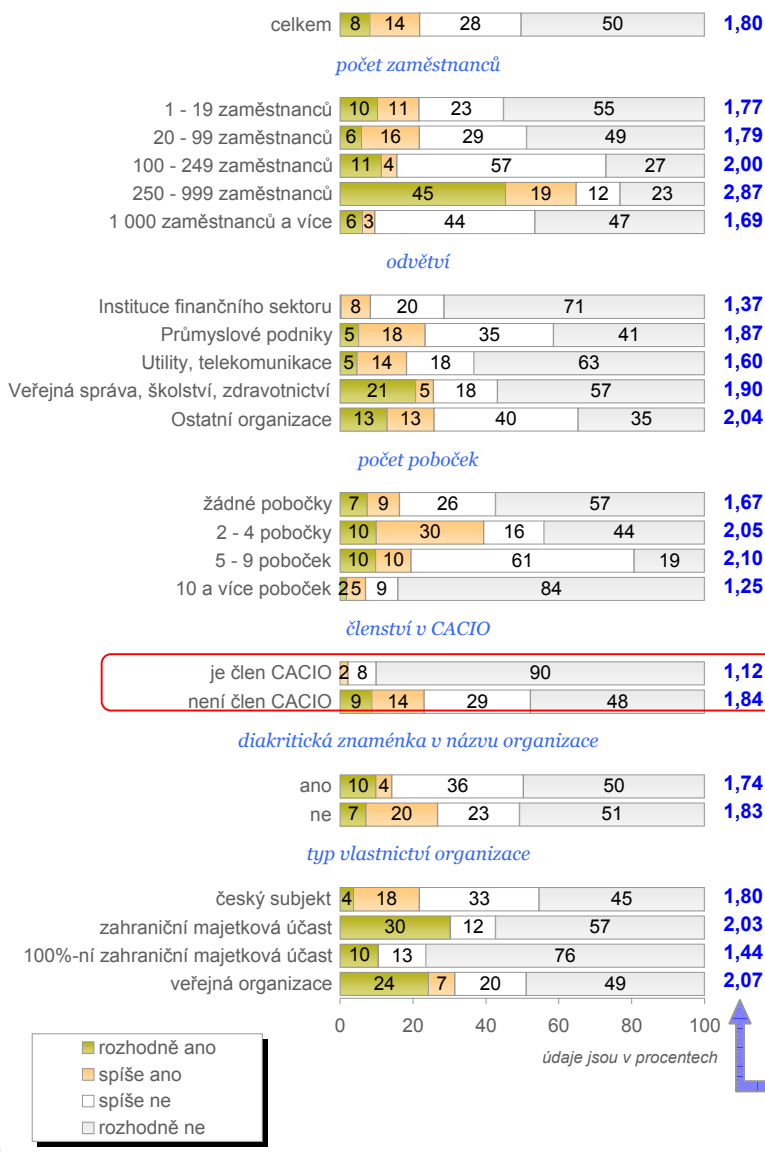 celkem 8 14 28 50 1,80
počet zaměstnanců
1 - 19 zaměstnanců 10 11 23 55 1,77
20 - 99 zaměstnanců 6 16 29 49 1,79
100 - 249 zaměstnanců 11 4 57 27 2,00
250 - 999 zaměstnanců 45 19 12 23 2,87
1 000 zaměstnanců a více 6 3 44 47 1,69
odvětví
Instituce finančního sektoru 8 20 71 1,37
Průmyslové podniky 5 18 35 41 1,87
Utility, telekomunikace 5 14 18 63 1,60
Veřejná správa, školství, zdravotnictví 21 5 18 57 1,90
Ostatní organizace 13 13 40 35 2,04
počet poboček
žádné pobočky 7 9 26 57 1,67
2 - 4 pobočky 10 30 16 44 2,05
5 - 9 poboček 10 10 61 19 2,10
10 a více poboček 2 5 9 84 1,25
členství v CACIO
je člen CACIO 2 8 90 1,12
není člen CACIO 9 14 29 48 1,84
diakritická znaménka v názvu organizace
ano 10 4 36 50 1,74
ne 7 20 23 51 1,83
typ vlastnictví organizace
český subjekt 4 18 33 45 1,80
zahraniční majetková účast 30 12 57 2,03
100%-ní zahraniční majetková účast 10 13 76 1,44
veřejná organizace 24 7 20 49 2,07
0 20 40 60 80 100
údaje jsou v procentech
rozhodně ano
spíše ano
spíše ne
rozhodně ne